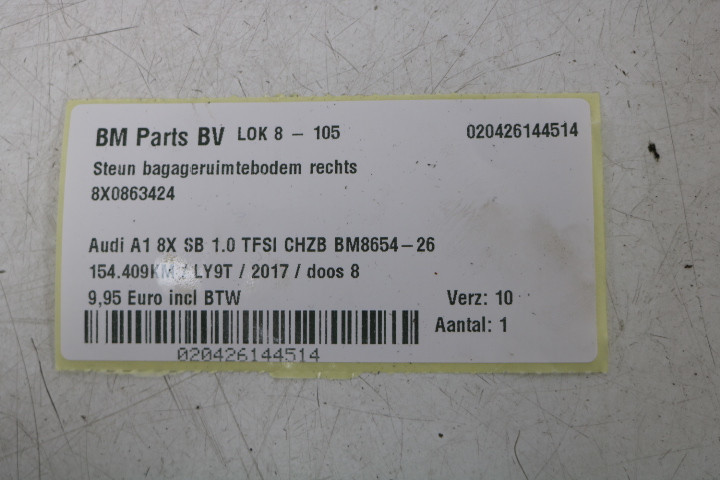 BM Parts BV LOK 8 - 105 020426144514
Steun bagageruimtebodem rechts
8X0863424
Audi A1 8X SB 1.0 TFSI CHZB BM8654-26
154.409KM / LY9T / 2017 / doos 8
9,95 Euro incl BTW Verz: 10
Aantal: 1
020426144514